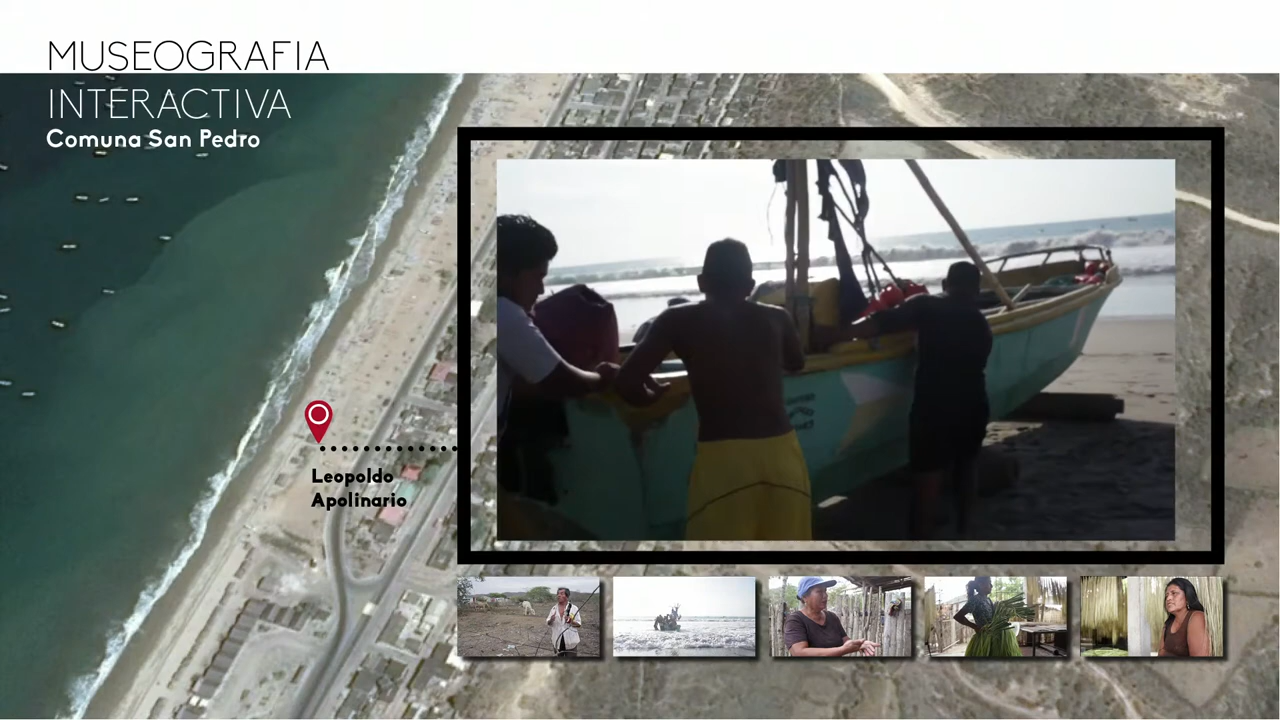 MUSEOGRAFIA
INTERACTIVA
Comuna San Pedro
Leopoldo
Apolinario